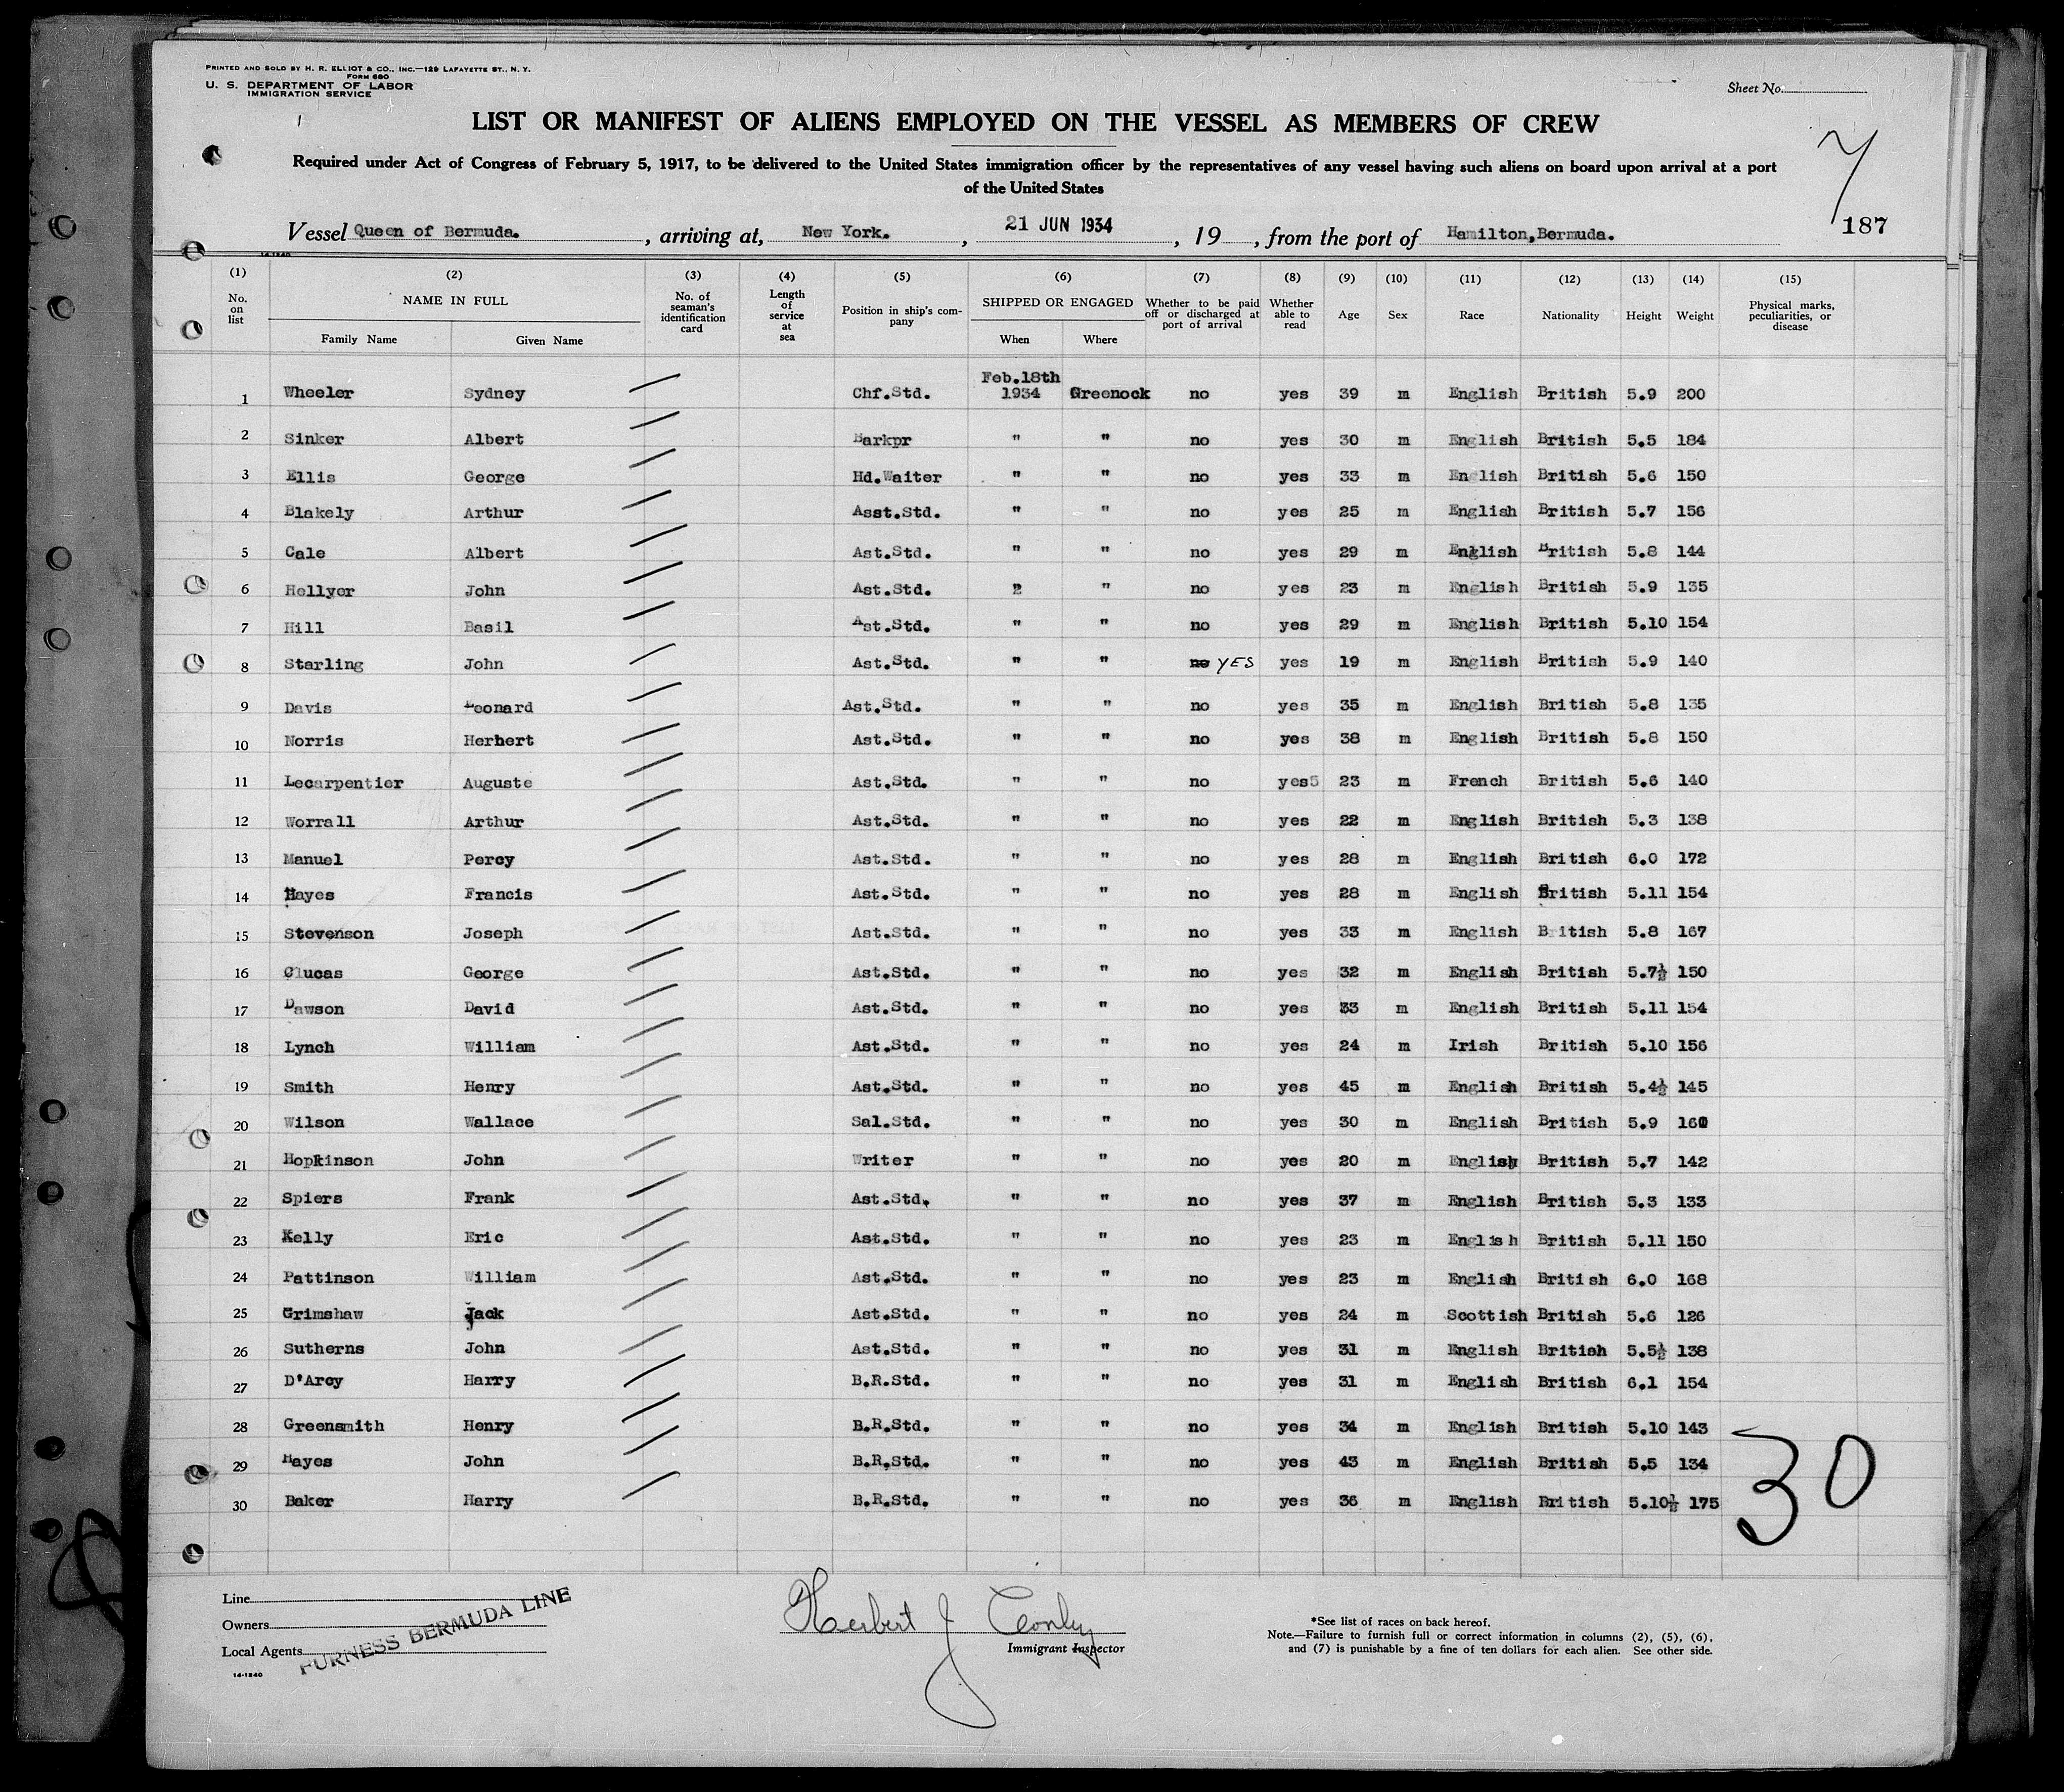 PRINTED AND SOLD BY H. R. ELLIOT & CO., INC.—129 LAFAYETTE ST., N. Y.
FORM 680
U. S. DEPARTMENT OF LABOR
IMMIGRATION SERVICE
Sheet No.
LIST OR MANIFEST OF ALIENS EMPLOYED ON THE VESSEL AS MEMBERS OF CREW
Required under Act of Congress of February 5, 1917, to be delivered to the United States immigration officer by the representatives of any vessel having such aliens on board upon arrival at a port
of the United States
7
187
Vessel Queen of Bermuda. , arriving at, New York. , 21 JUN 1934 , 19 , from the port of Hamilton,Bermuda.
14-1240
(1) (2) (3) (4) (5) (6) (7) (8) (9) (10) (11) (12) (13) (14) (15)
No. on list NAME IN FULL Family Name Given Name No. of seaman's identification card Length of service at sea Position in ship's company SHIPPED OR ENGAGED When Where Whether to be paid off or discharged at port of arrival Whether able to read Age Sex Race Nationality Height Weight Physical marks, peculiarities, or disease
1 Wheeler Sydney Chf.Std. Feb.18th 1934 Greenock no yes 39 m English British 5.9 200
2 Sinker Albert Barkpr " " no yes 30 m English British 5.5 184
3 Ellis George Hd.Waiter " " no yes 33 m English British 5.6 150
4 Blakely Arthur Asst.Std. " " no yes 25 m English British 5.7 156
5 Cale Albert Ast.Std. " " no yes 29 m English British 5.8 144
6 Hellyer John Ast.Std. 2 " no yes 23 m English British 5.9 135
7 Hill Basil Ast.Std. " " no yes 29 m English British 5.10 154
8 Starling John Ast.Std. " " no YES yes 19 m English British 5.9 140
9 Davis Leonard Ast.Std. " " no yes 35 m English British 5.8 135
10 Norris Herbert Ast.Std. " " no yes 38 m English British 5.8 150
11 Lecarpentier Auguste Ast.Std. " " no yes5 23 m French British 5.6 140
12 Worrall Arthur Ast.Std. " " no yes 22 m English British 5.3 138
13 Manuel Percy Ast.Std. " " no yes 28 m English British 6.0 172
14 Hayes Francis Ast.Std. " " no yes 28 m English British 5.11 154
15 Stevenson Joseph Ast.Std. " " no yes 33 m English British 5.8 167
16 Clucas George Ast.Std. " " no yes 32 m English British 5.7½ 150
17 Dawson David Ast.Std. " " no yes 33 m English British 5.11 154
18 Lynch William Ast.Std. " " no yes 24 m Irish British 5.10 156
19 Smith Henry Ast.Std. " " no yes 45 m English British 5.4½ 145
20 Wilson Wallace Sal.Std. " " no yes 30 m English British 5.9 160
21 Hopkinson John Writer " " no yes 20 m English British 5.7 142
22 Spiers Frank Ast.Std. " " no yes 37 m English British 5.3 133
23 Kelly Eric Ast.Std. " " no yes 23 m English British 5.11 150
24 Pattinson William Ast.Std. " " no yes 23 m English British 6.0 168
25 Grimshaw Jack Ast.Std. " " no yes 24 m Scottish British 5.6 126
26 Sutherns John Ast.Std. " " no yes 31 m English British 5.5½ 138
27 D'Arcy Harry B.R.Std. " " no yes 31 m English British 6.1 154
28 Greensmith Henry B.R.Std. " " no yes 34 m English British 5.10 143
29 Hayes John B.R.Std. " " no yes 43 m English British 5.5 134
30 Baker Harry B.R.Std. " " no yes 36 m English British 5.10½ 175
30
Line
Owners
Local Agents
FURNESS BERMUDA LINE
14-1240
Herbert J Conley
Immigrant Inspector
*See list of races on back hereof.
Note.—Failure to furnish full or correct information in columns (2), (5), (6),
and (7) is punishable by a fine of ten dollars for each alien. See other side.